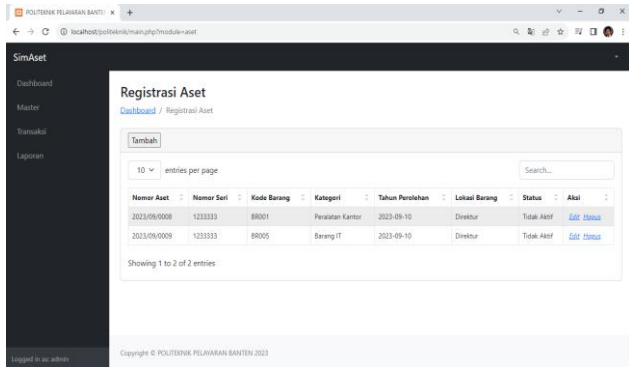 POLITEKNIK PELAYARAN BANTE
localhost/politeknik/main.php?module=aset
SimAset
Dashboard
Master
Transaksi
Laporan
Registrasi Aset
Dashboard / Registrasi Aset
Tambah
10 entries per page
Search...
Nomor Aset Nomor Seri Kode Barang Kategori Tahun Perolehan Lokasi Barang Status Aksi
2023/09/0008 1233333 BR001 Peralatan Kantor 2023-09-10 Direktur Tidak Aktif Edit Hapus
2023/09/0009 1233333 BR005 Barang IT 2023-09-10 Direktur Tidak Aktif Edit Hapus
Showing 1 to 2 of 2 entries
Logged in as: admin
Copyright © POLITEKNIK PELAYARAN BANTEN 2023